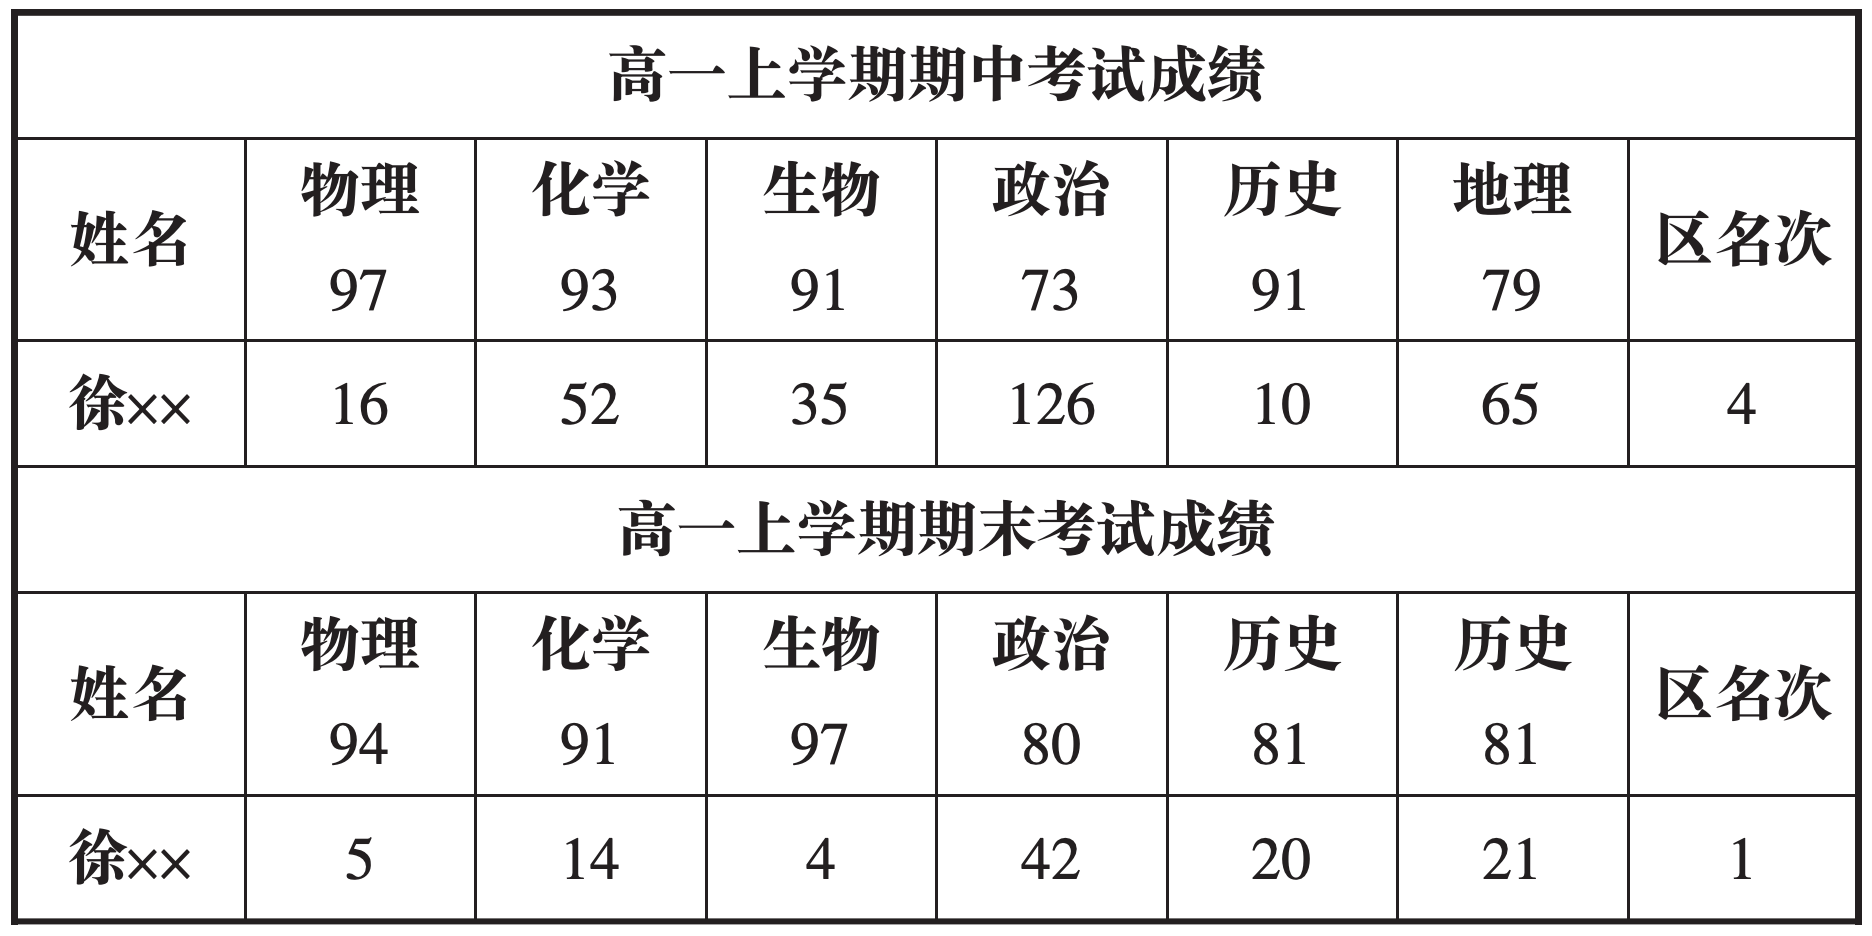 高一上学期期中考试成绩
姓名 物理 97 化学 93 生物 91 政治 73 历史 91 地理 79 区名次
徐×× 16 52 35 126 10 65 4
高一上学期期末考试成绩
姓名 物理 94 化学 91 生物 97 政治 80 历史 81 历史 81 区名次
徐×× 5 14 4 42 20 21 1